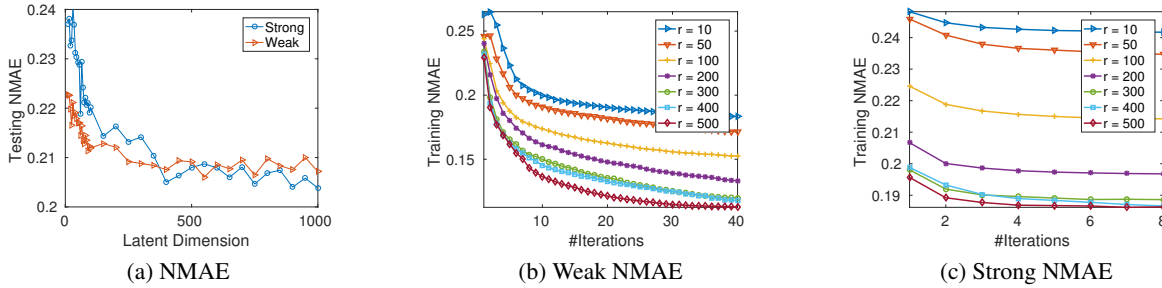 0.24
0.23
0.22
0.21
0.2
Testing NMAE
Strong
Weak
0
500
1000
Latent Dimension
(a) NMAE
0.25
0.2
0.15
Training NMAE
r = 10
r = 50
r = 100
r = 200
r = 300
r = 400
r = 500
10
20
30
40
#Iterations
(b) Weak NMAE
0.24
0.23
0.22
0.21
0.2
0.19
Training NMAE
r = 10
r = 50
r = 100
r = 200
r = 300
r = 400
r = 500
2
4
6
8
#Iterations
(c) Strong NMAE